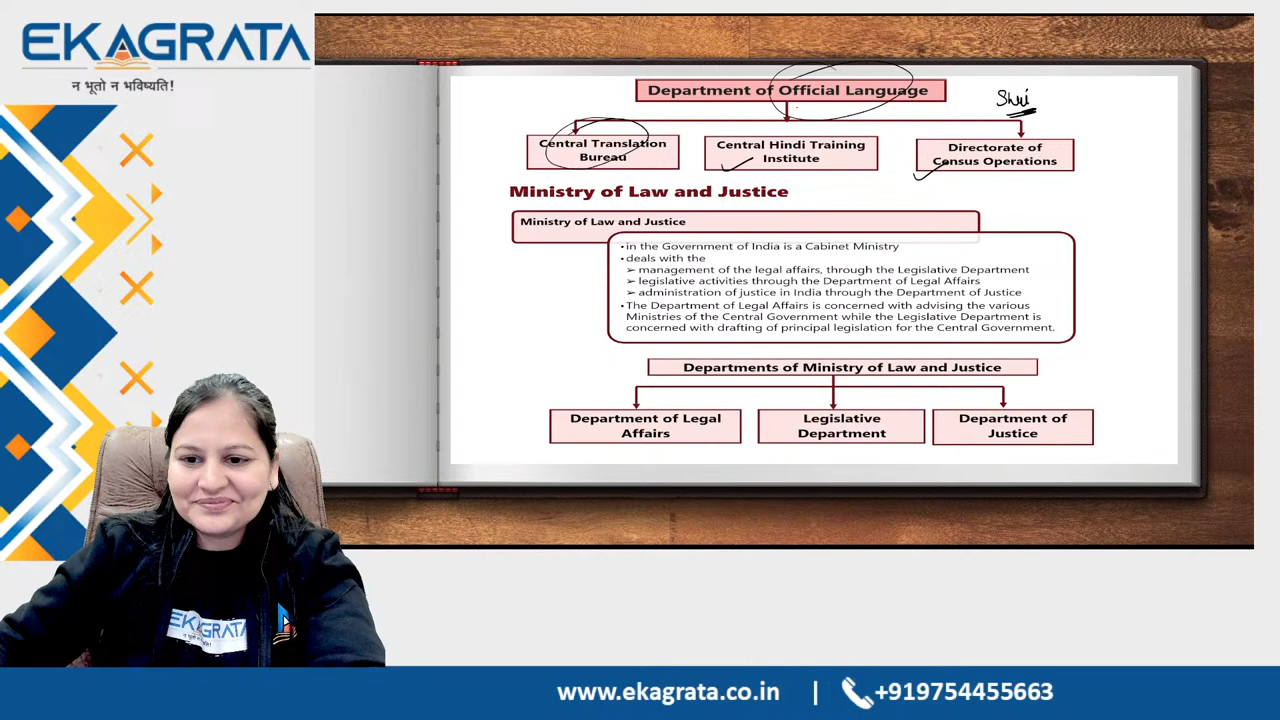 EKAGRATA
न भूतो न भविष्यति!
Department of Official Language
Shri
Central Translation
Bureau
Central Hindi Training
Institute
Directorate of
Census Operations
Ministry of Law and Justice
Ministry of Law and Justice
• in the Government of India is a Cabinet Ministry
• deals with the
➢ management of the legal affairs, through the Legislative Department
➢ legislative activities through the Department of Legal Affairs
➢ administration of justice in India through the Department of Justice
• The Department of Legal Affairs is concerned with advising the various
Ministries of the Central Government while the Legislative Department is
concerned with drafting of principal legislation for the Central Government.
Departments of Ministry of Law and Justice
Department of Legal
Affairs
Legislative
Department
Department of
Justice
EKAGRATA
न भूतो न भविष्यति!
www.ekagrata.co.in | +919754455663